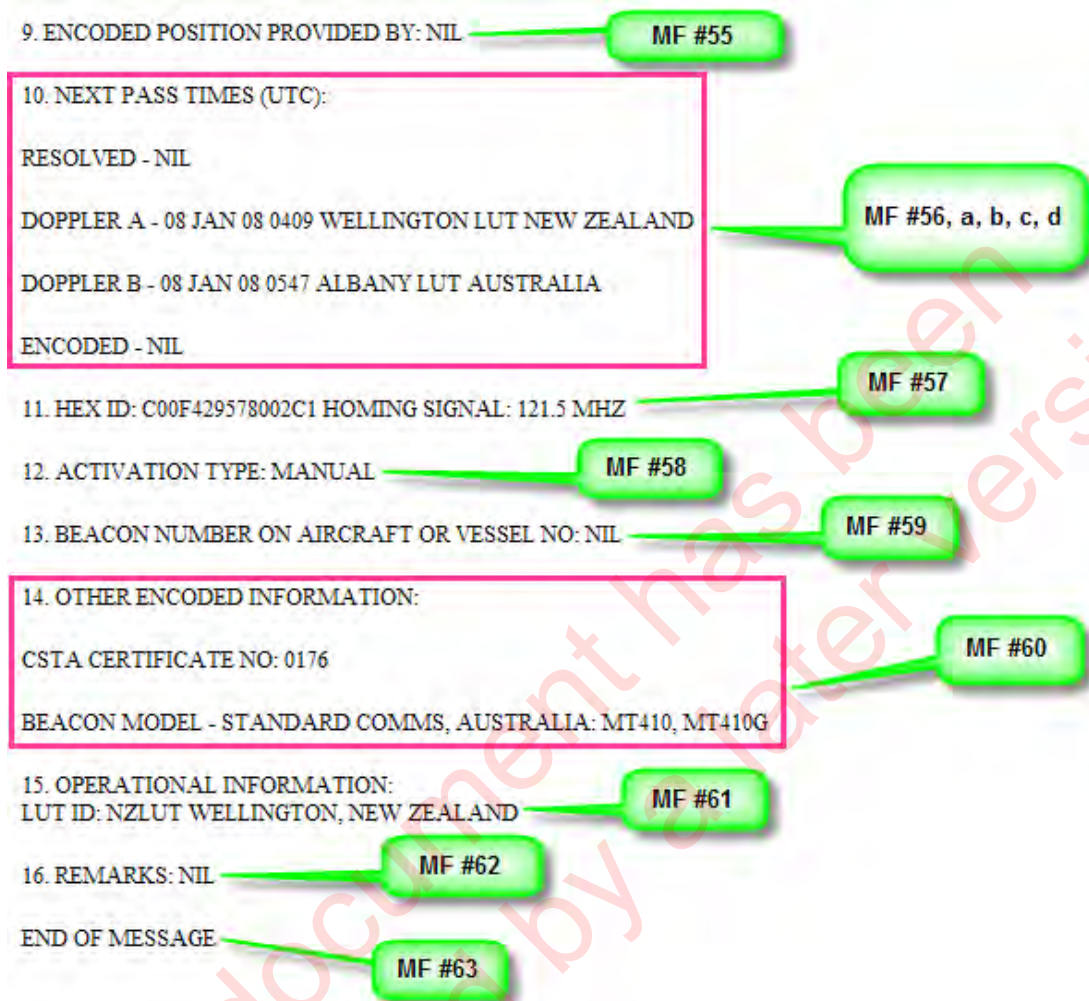 9. ENCODED POSITION PROVIDED BY: NIL
MF #55
10. NEXT PASS TIMES (UTC):
RESOLVED - NIL
DOPPLER A - 08 JAN 08 0409 WELLINGTON LUT NEW ZEALAND
DOPPLER B - 08 JAN 08 0547 ALBANY LUT AUSTRALIA
ENCODED - NIL
MF #56, a, b, c, d
11. HEX ID: C00F429578002C1 HOMING SIGNAL: 121.5 MHZ
MF #57
12. ACTIVATION TYPE: MANUAL
MF #58
13. BEACON NUMBER ON AIRCRAFT OR VESSEL NO: NIL
MF #59
14. OTHER ENCODED INFORMATION:
CSTA CERTIFICATE NO: 0176
BEACON MODEL - STANDARD COMMS, AUSTRALIA: MT410, MT410G
MF #60
15. OPERATIONAL INFORMATION:
LUT ID: NZLUT WELLINGTON, NEW ZEALAND
MF #61
16. REMARKS: NIL
MF #62
END OF MESSAGE
MF #63
document has been
by a later